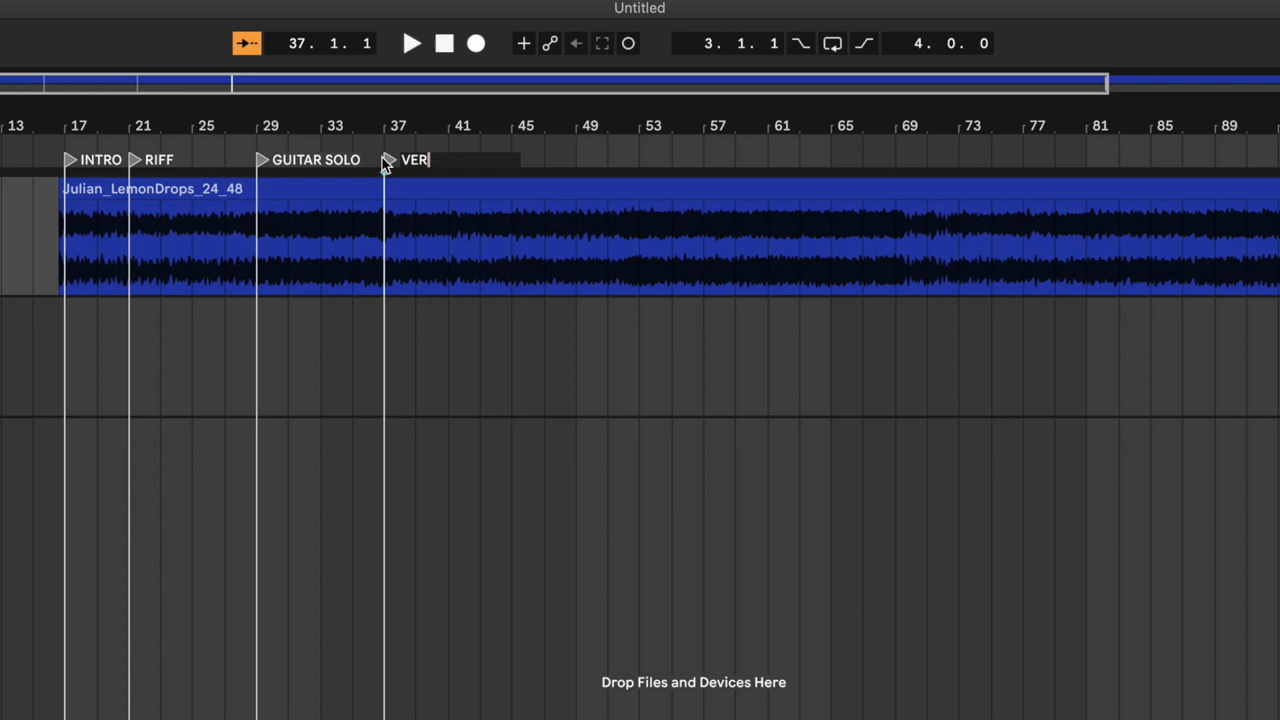 Untitled
37. 1. 1
3. 1. 1
4. 0. 0
13 17 21 25 29 33 37 41 45 49 53 57 61 65 69 73 77 81 85 89
INTRO RIFF GUITAR SOLO VER
Julian_LemonDrops_24_48
Drop Files and Devices Here